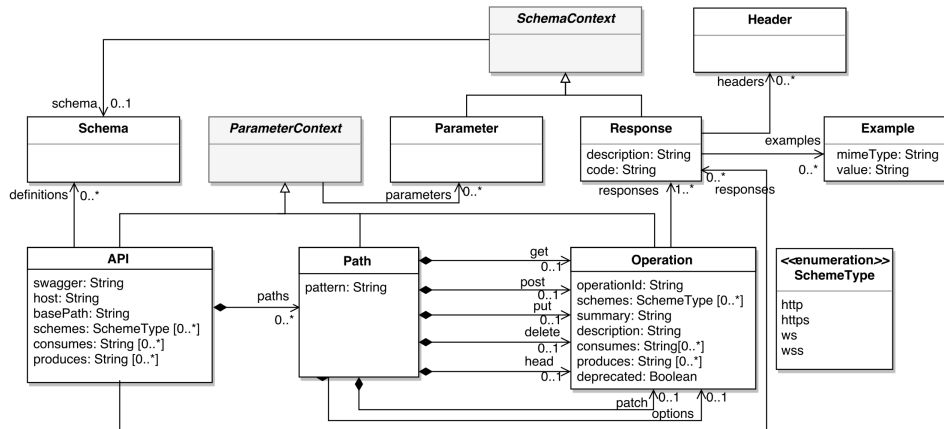 SchemaContext
Header
headers
0..*
schema
0..1
Schema
ParameterContext
Parameter
Response
description: String
code: String
examples
0..*
Example
mimeType: String
value: String
definitions
0..*
parameters
0..*
responses
1..*
0..*
responses
API
swagger: String
host: String
basePath: String
schemes: SchemeType [0..*]
consumes: String [0..*]
produces: String [0..*]
paths
0..*
Path
pattern: String
get
0..1
post
0..1
put
0..1
delete
0..1
head
0..1
patch
0..1
options
0..1
Operation
operationId: String
schemes: SchemeType [0..*]
summary: String
description: String
consumes: String[0..*]
produces: String [0..*]
deprecated: Boolean
<<enumeration>>
SchemeType
http
https
ws
wss